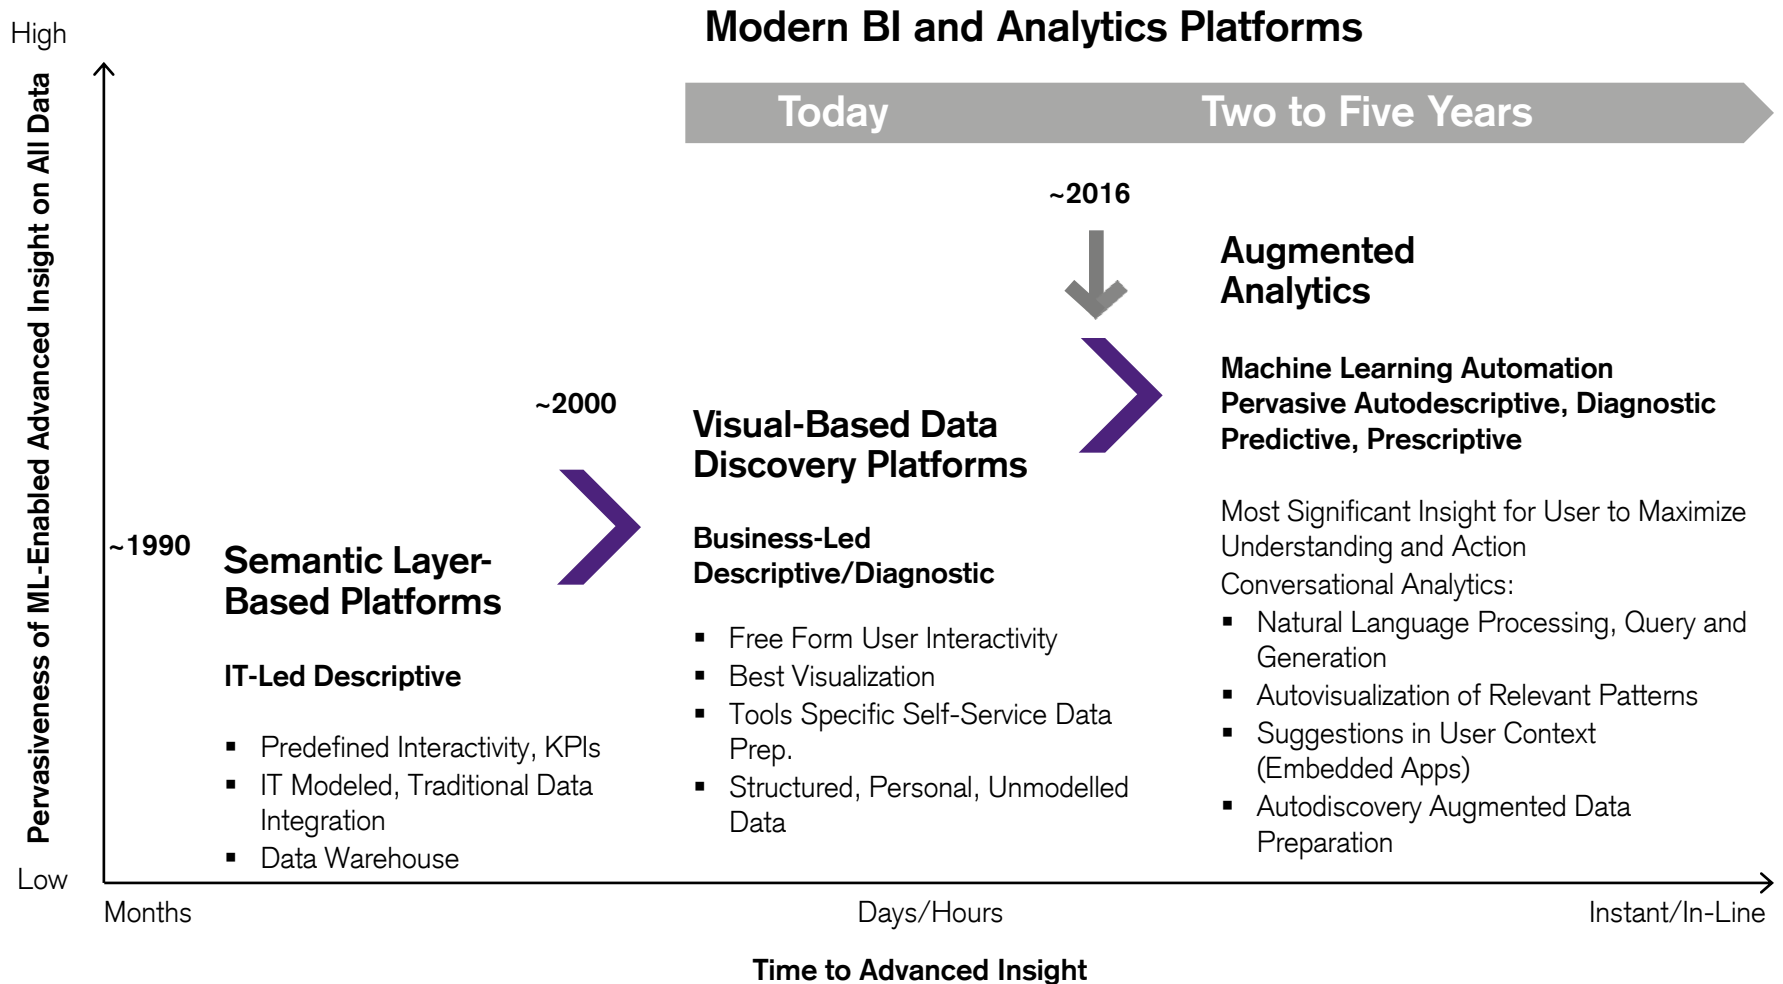 Modern BI and Analytics Platforms
High
Pervasiveness of ML-Enabled Advanced Insight on All Data
Low
Today
Two to Five Years
~1990
Semantic Layer-
Based Platforms
IT-Led Descriptive
▪ Predefined Interactivity, KPIs
▪ IT Modeled, Traditional Data
Integration
▪ Data Warehouse
~2000
Visual-Based Data
Discovery Platforms
Business-Led
Descriptive/Diagnostic
▪ Free Form User Interactivity
▪ Best Visualization
▪ Tools Specific Self-Service Data
Prep.
▪ Structured, Personal, Unmodelled
Data
~2016
Augmented
Analytics
Machine Learning Automation
Pervasive Autodescriptive, Diagnostic
Predictive, Prescriptive
Most Significant Insight for User to Maximize
Understanding and Action
Conversational Analytics:
▪ Natural Language Processing, Query and
Generation
▪ Autovisualization of Relevant Patterns
▪ Suggestions in User Context
(Embedded Apps)
▪ Autodiscovery Augmented Data
Preparation
Months
Days/Hours
Instant/In-Line
Time to Advanced Insight